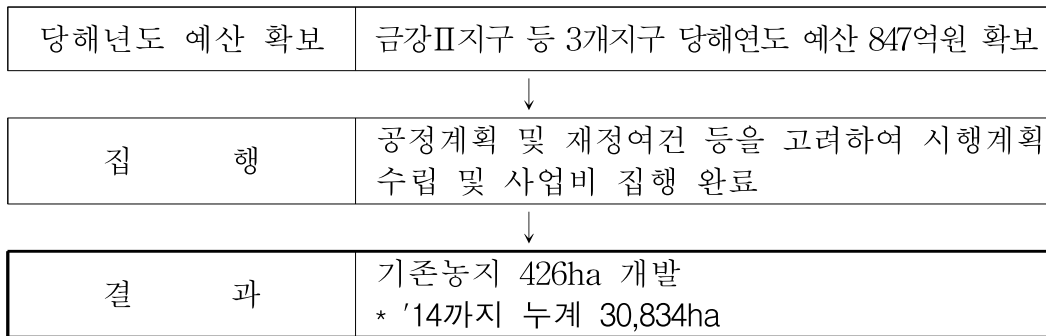 당해년도 예산 확보
금강Ⅱ지구 등 3개지구 당해연도 예산 847억원 확보
↓
집 행
공정계획 및 재정여건 등을 고려하여 시행계획
수립 및 사업비 집행 완료
↓
결 과
기존농지 426ha 개발
* '14까지 누계 30,834ha